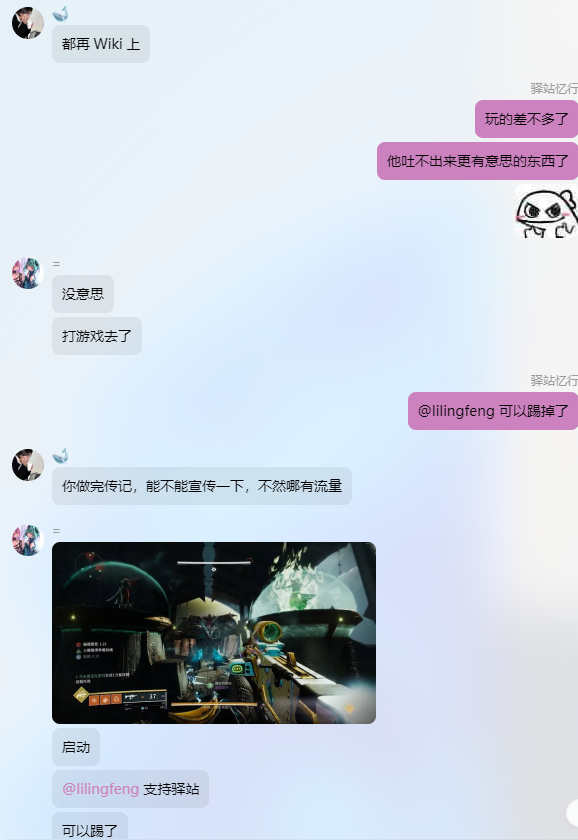 都再 Wiki 上
驿站忆行
玩的差不多了
他吐不出来更有意思的东西了
=
没意思
打游戏去了
驿站忆行
@lilingfeng 可以踢掉了
你做完传记，能不能宣传一下，不然哪有流量
=
37
启动
@lilingfeng 支持驿站
可以踢了